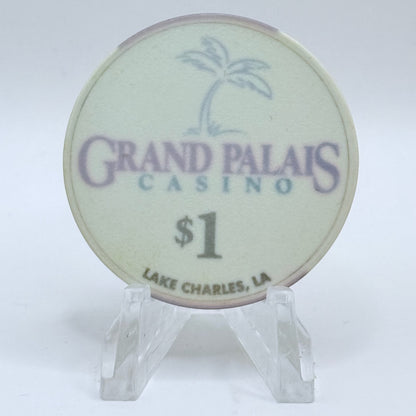 GRAND PALAIS
CASINO
$1
LAKE CHARLES, LA